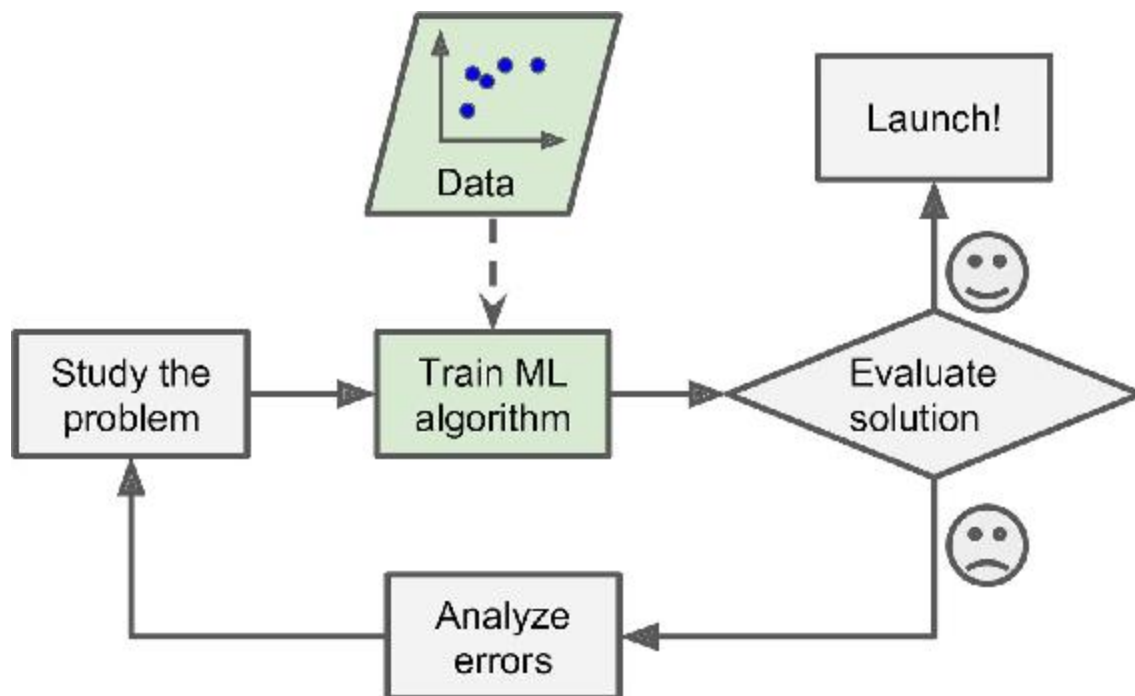 Data
Launch!
Study the
problem
Train ML
algorithm
Evaluate
solution
Analyze
errors